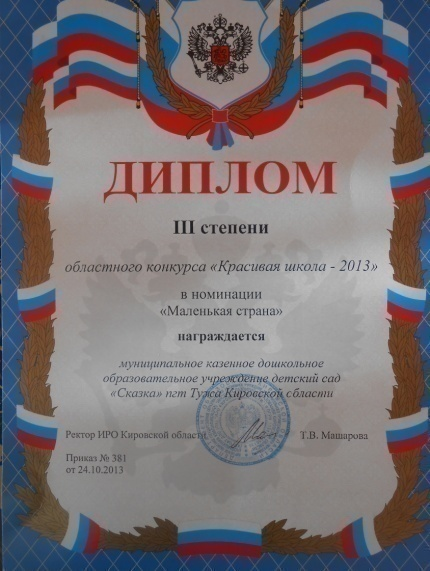 ДИПЛОМ
III степени
областного конкурса «Красивая школа - 2013»
в номинации
«Маленькая страна»
награждается
муниципальное казенное дошкольное
образовательное учреждение детский сад
«Сказка» пгт Тужа Кировской области
Ректор ИРО Кировской области
Т.В. Машарова
Приказ № 381
от 24.10.2013